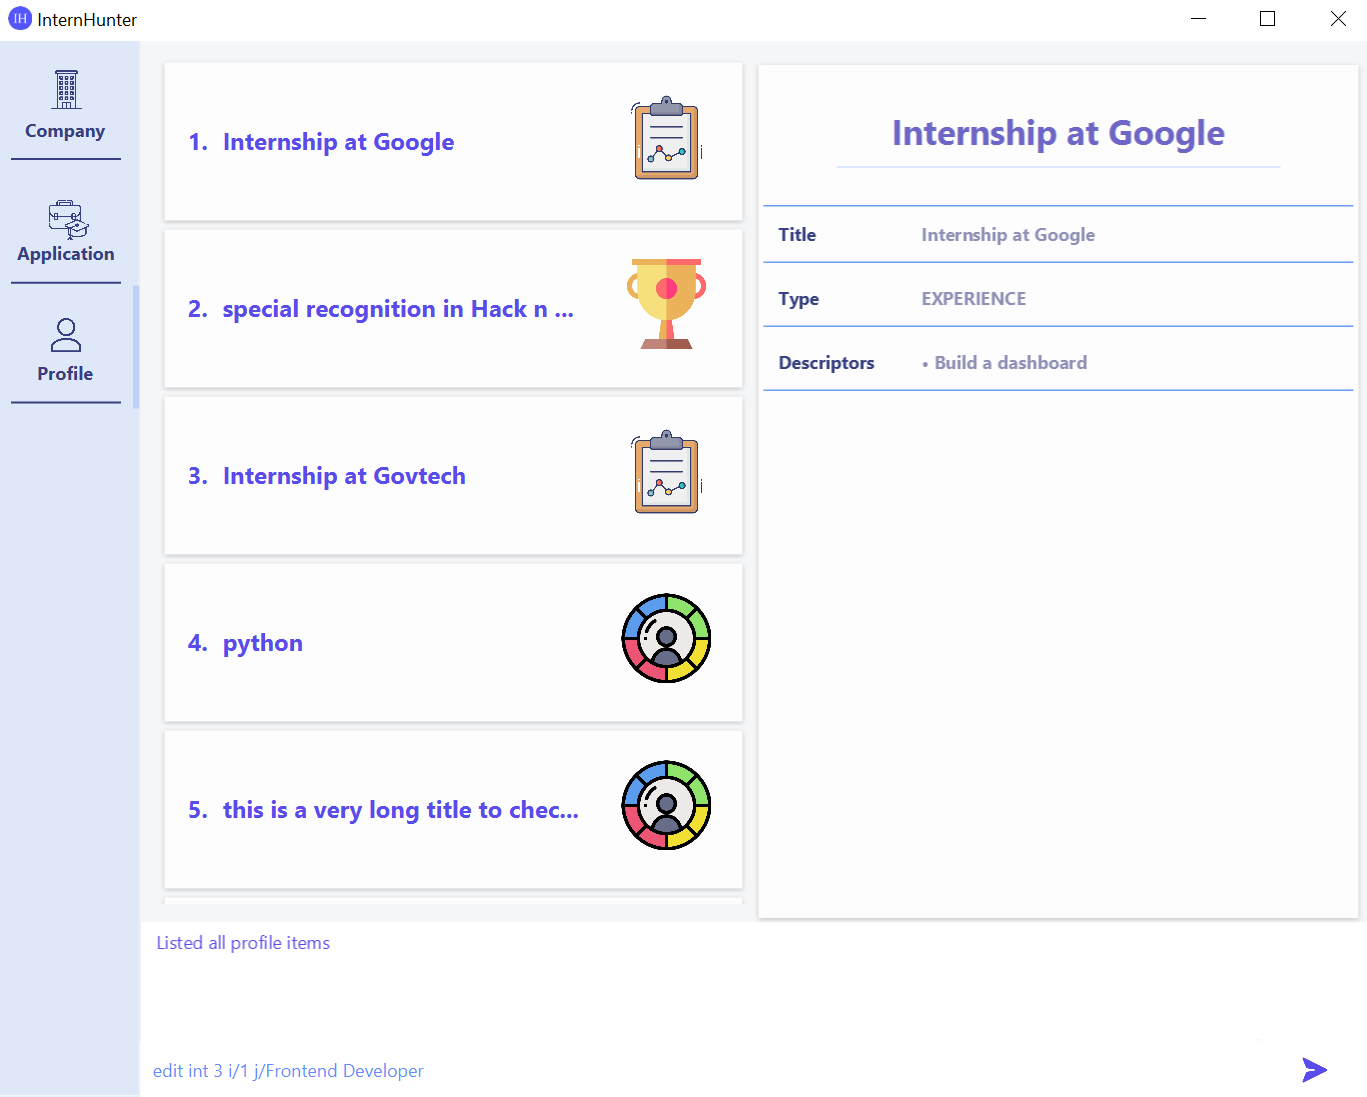 IH InternHunter
Company
Application
Profile
1. Internship at Google
2. special recognition in Hack n ...
3. Internship at Govtech
4. python
5. this is a very long title to chec...
Internship at Google
Title Internship at Google
Type EXPERIENCE
Descriptors • Build a dashboard
Listed all profile items
edit int 3 i/1 j/Frontend Developer